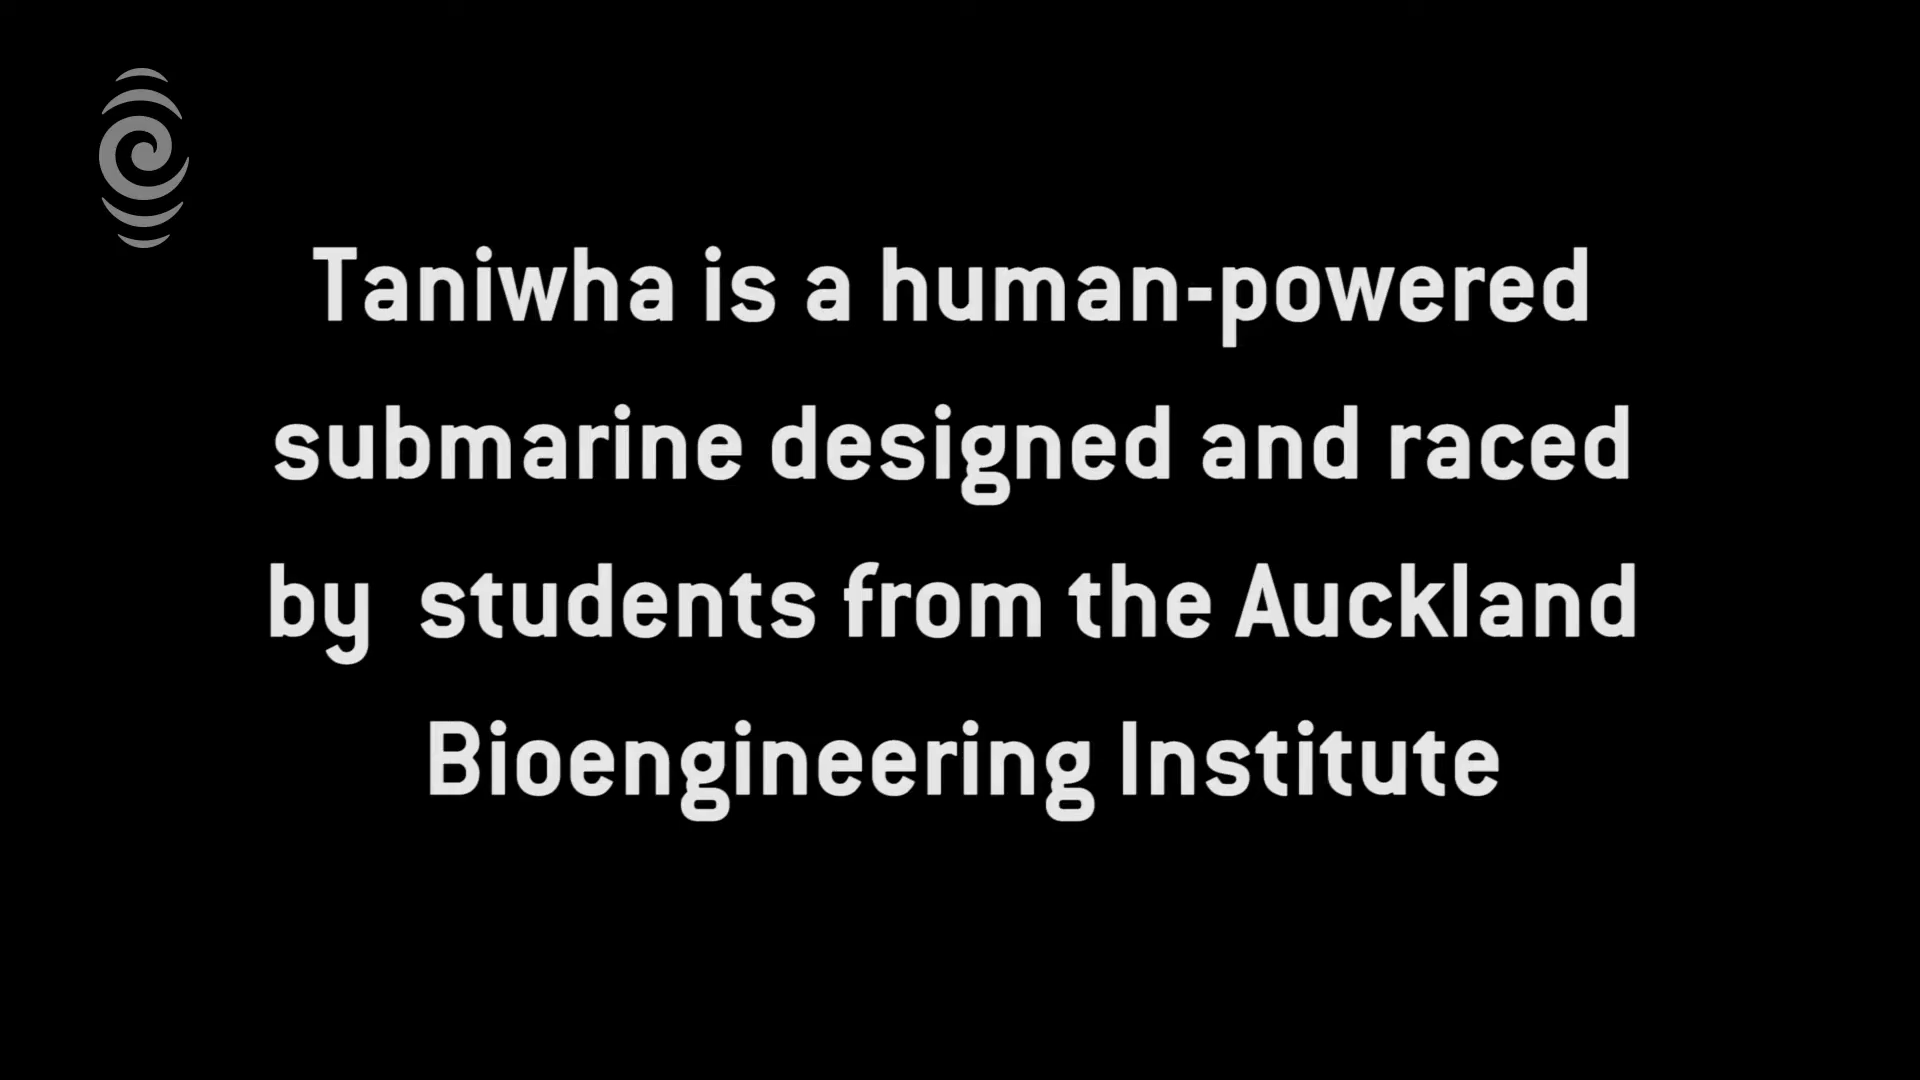 Taniwha is a human-powered
submarine designed and raced
by  students from the Auckland
Bioengineering Institute